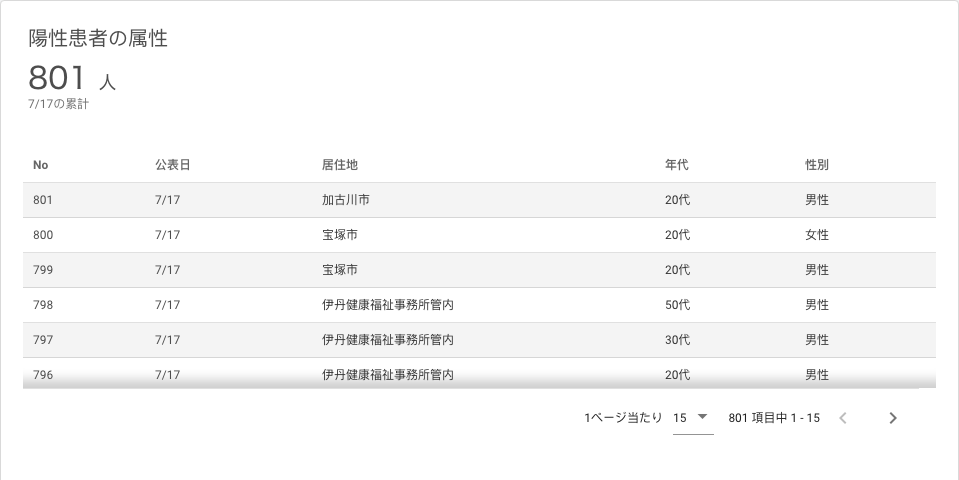 陽性患者の属性
801 人
7/17の累計
No 公表日 居住地 年代 性別
801 7/17 加古川市 20代 男性
800 7/17 宝塚市 20代 女性
799 7/17 宝塚市 20代 男性
798 7/17 伊丹健康福祉事務所管内 50代 男性
797 7/17 伊丹健康福祉事務所管内 30代 男性
796 7/17 伊丹健康福祉事務所管内 20代 男性
1ページ当たり 15 801 項目中 1 - 15